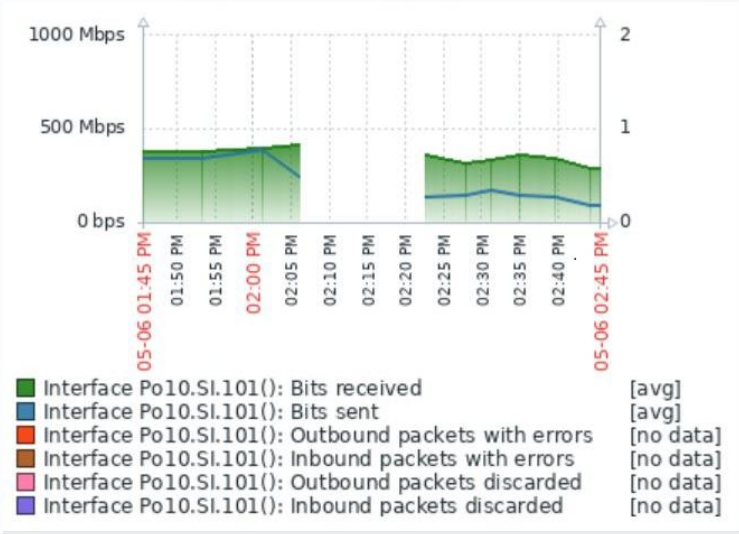 1000 Mbps 2
500 Mbps 1
0 bps 0
05-06 01:45 PM
01:50 PM
01:55 PM
02:00 PM
02:05 PM
02:10 PM
02:15 PM
02:20 PM
02:25 PM
02:30 PM
02:35 PM
02:40 PM
05-06 02:45 PM
Interface Po10.SI.101(): Bits received [avg]
Interface Po10.SI.101(): Bits sent [avg]
Interface Po10.SI.101(): Outbound packets with errors [no data]
Interface Po10.SI.101(): Inbound packets with errors [no data]
Interface Po10.SI.101(): Outbound packets discarded [no data]
Interface Po10.SI.101(): Inbound packets discarded [no data]